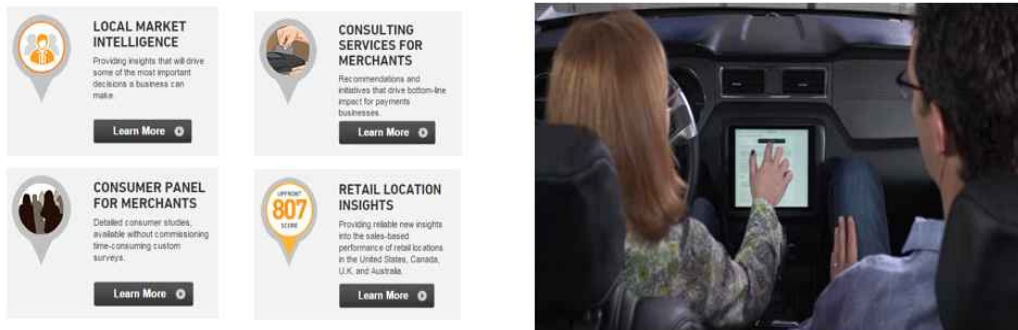 LOCAL MARKET
INTELLIGENCE
Providing insights that will drive
some of the most important
decisions a business can
make.
Learn More
CONSULTING
SERVICES FOR
MERCHANTS
Recommendations and
initiatives that drive bottom-line
impact for payments
businesses.
Learn More
CONSUMER PANEL
FOR MERCHANTS
Detailed consumer studies,
available without commissioning
time-consuming custom
surveys.
Learn More
UPFRONT
807
SCORE
RETAIL LOCATION
INSIGHTS
Providing reliable new insights
into the sales-based
performance of retail locations
in the United States, Canada,
U.K. and Australia.
Learn More